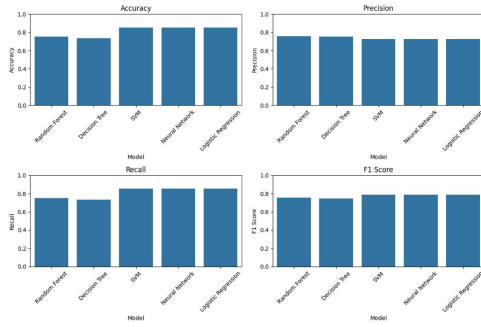 Accuracy
1.0
0.8
0.6
0.4
0.2
0.0
Accuracy
Random Forest
Decision Tree
SVM
Neural Network
Logistic Regression
Model
Precision
1.0
0.8
0.6
0.4
0.2
0.0
Precision
Random Forest
Decision Tree
SVM
Neural Network
Logistic Regression
Model
Recall
1.0
0.8
0.6
0.4
0.2
0.0
Recall
Random Forest
Decision Tree
SVM
Neural Network
Logistic Regression
Model
F1 Score
1.0
0.8
0.6
0.4
0.2
0.0
F1 Score
Random Forest
Decision Tree
SVM
Neural Network
Logistic Regression
Model